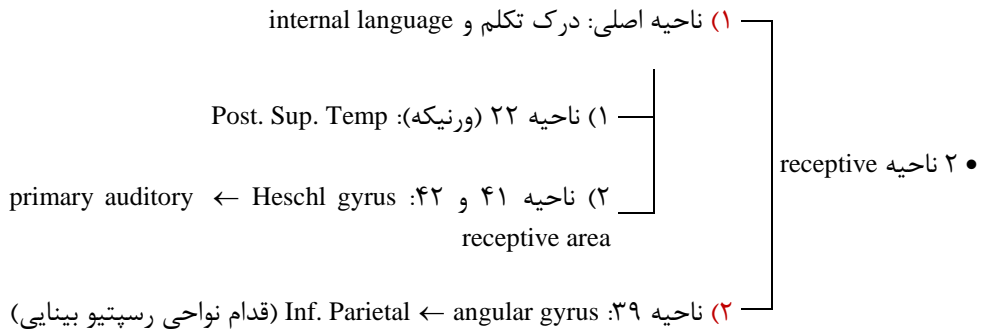 ۱) ناحیه اصلی: درک تکلم و internal language
۱) ناحیه ۲۲ (ورنیکه): Post. Sup. Temp
• ۲ ناحیه receptive
۲) ناحیه ۴۱ و ۴۲: Heschl gyrus ← primary auditory
receptive area
۲) ناحیه ۳۹: Inf. Parietal ← angular gyrus (قدام نواحی رسپتیو بینایی)